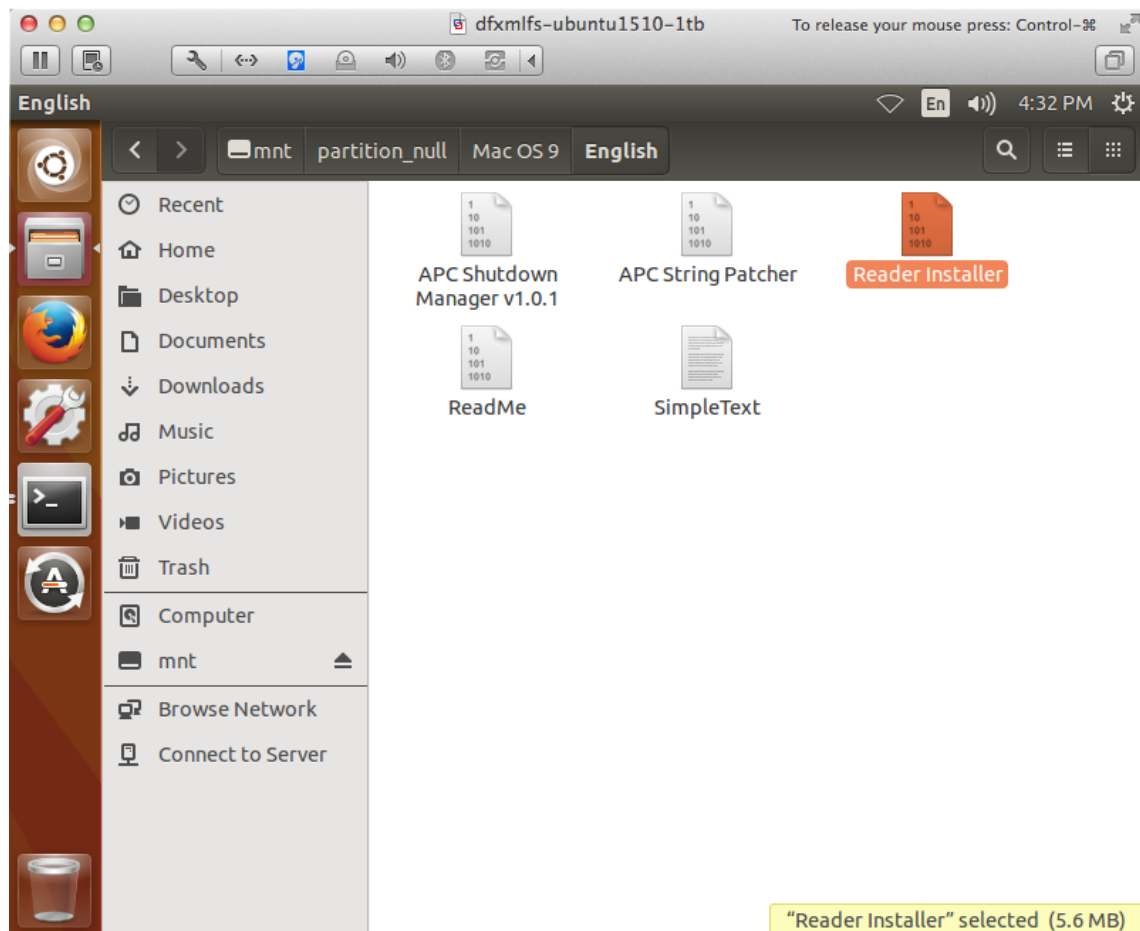 dfxmlfs-ubuntu1510-1tb To release your mouse press: Control-⌘
English En 4:32 PM
mnt partition_null Mac OS 9 English
Recent
Home
Desktop
Documents
Downloads
Music
Pictures
Videos
Trash
Computer
mnt
Browse Network
Connect to Server
1
10
101
1010
APC Shutdown
Manager v1.0.1
1
10
101
1010
APC String Patcher
1
10
101
1010
Reader Installer
1
10
101
1010
ReadMe
SimpleText
“Reader Installer” selected (5.6 MB)